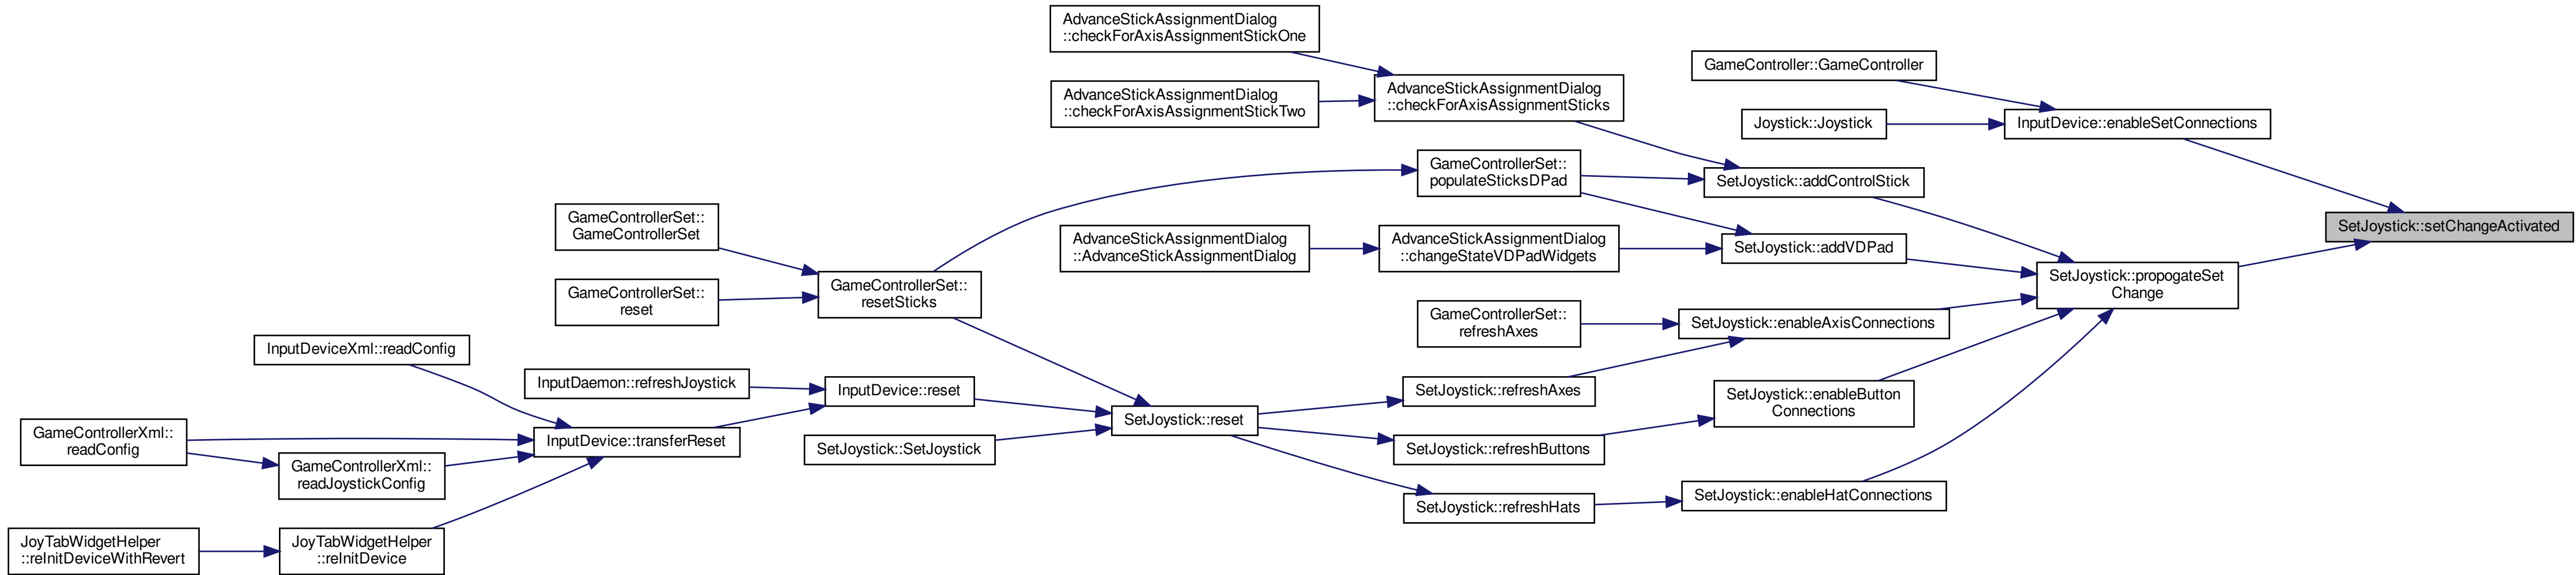 AdvanceStickAssignmentDialog
::checkForAxisAssignmentStickOne
AdvanceStickAssignmentDialog
::checkForAxisAssignmentStickTwo
AdvanceStickAssignmentDialog
::checkForAxisAssignmentSticks
GameController::GameController
Joystick::Joystick
InputDevice::enableSetConnections
GameControllerSet::
populateSticksDPad
SetJoystick::addControlStick
GameControllerSet::
GameControllerSet
AdvanceStickAssignmentDialog
::AdvanceStickAssignmentDialog
AdvanceStickAssignmentDialog
::changeStateVDPadWidgets
SetJoystick::addVDPad
SetJoystick::setChangeActivated
GameControllerSet::
reset
GameControllerSet::
resetSticks
SetJoystick::propogateSet
Change
GameControllerSet::
refreshAxes
SetJoystick::enableAxisConnections
InputDeviceXml::readConfig
InputDaemon::refreshJoystick
InputDevice::reset
SetJoystick::refreshAxes
SetJoystick::enableButton
Connections
GameControllerXml::
readConfig
InputDevice::transferReset
SetJoystick::reset
SetJoystick::SetJoystick
SetJoystick::refreshButtons
GameControllerXml::
readJoystickConfig
SetJoystick::refreshHats
SetJoystick::enableHatConnections
JoyTabWidgetHelper
::reInitDeviceWithRevert
JoyTabWidgetHelper
::reInitDevice